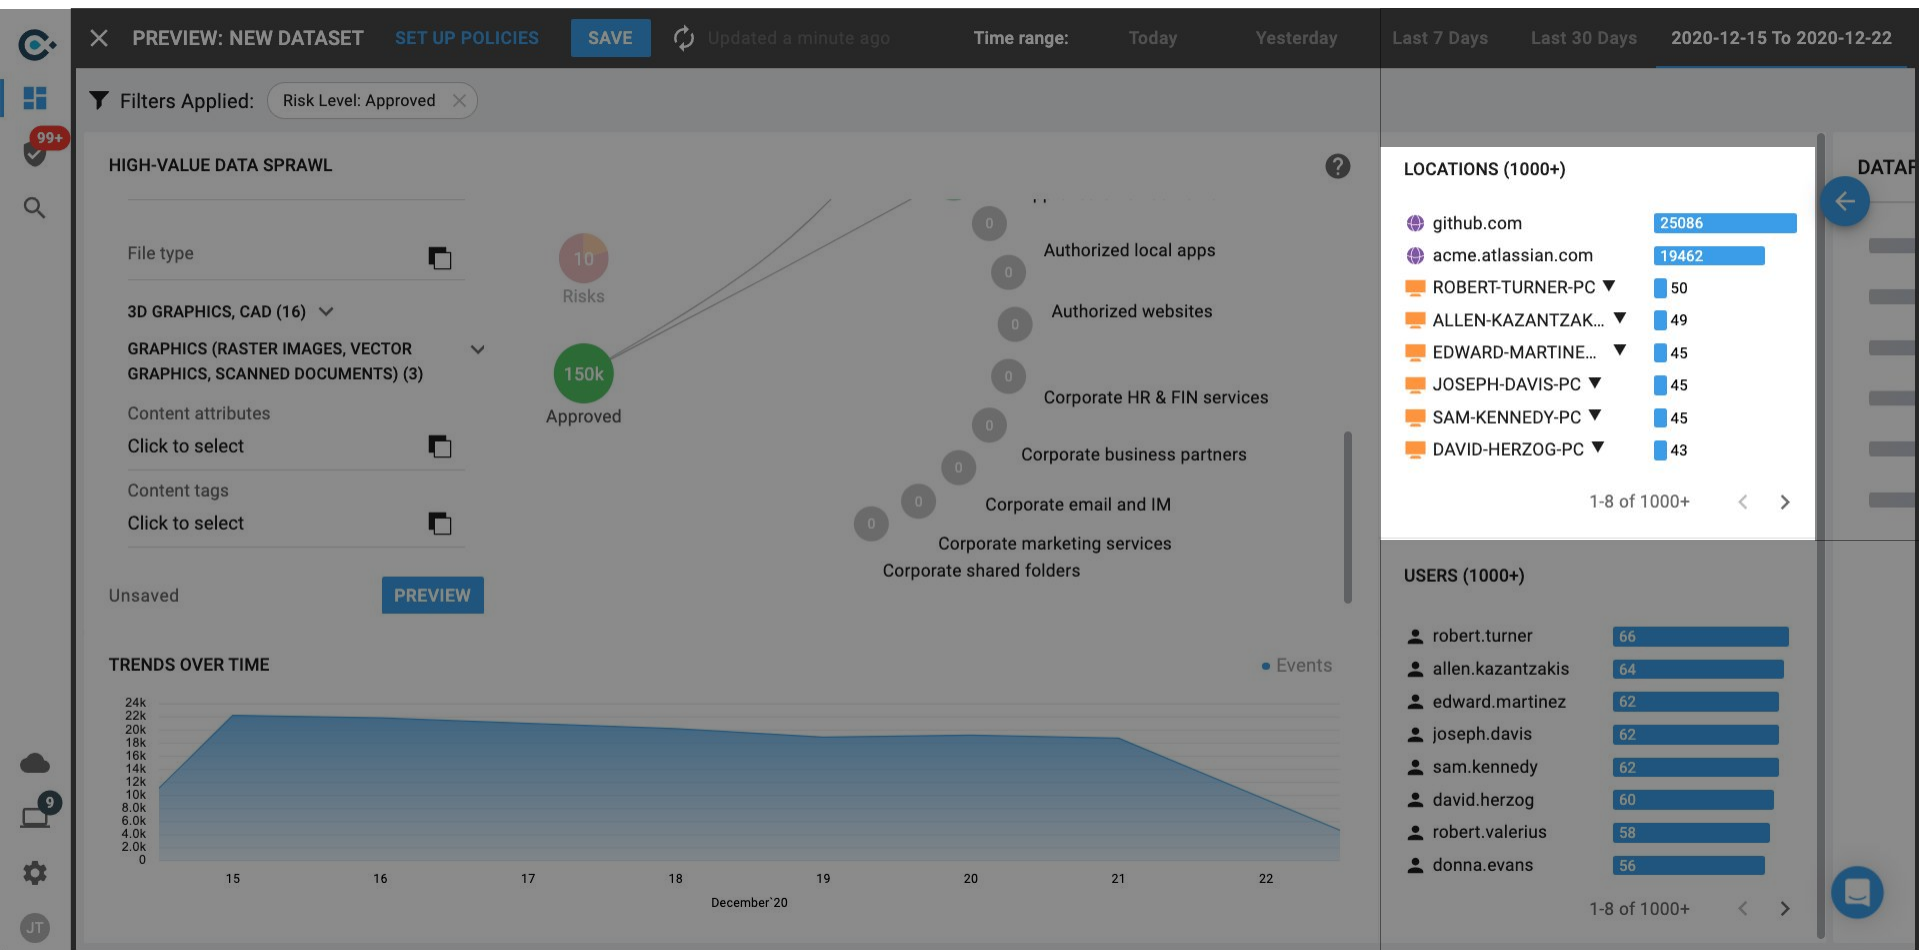 PREVIEW: NEW DATASET SET UP POLICIES SAVE Updated a minute ago Time range: Today Yesterday Last 7 Days Last 30 Days 2020-12-15 To 2020-12-22
Filters Applied: Risk Level: Approved
99+
HIGH-VALUE DATA SPRAWL
File type
3D GRAPHICS, CAD (16)
GRAPHICS (RASTER IMAGES, VECTOR
GRAPHICS, SCANNED DOCUMENTS) (3)
Content attributes
Click to select
Content tags
Click to select
Unsaved PREVIEW
10
Risks
150k
Approved
0
Authorized local apps
0
Authorized websites
0
0
Corporate HR & FIN services
0
Corporate business partners
0
Corporate email and IM
0
Corporate marketing services
0
Corporate shared folders
LOCATIONS (1000+)
github.com 25086
acme.atlassian.com 19462
ROBERT-TURNER-PC 50
ALLEN-KAZANTZAK... 49
EDWARD-MARTINE... 45
JOSEPH-DAVIS-PC 45
SAM-KENNEDY-PC 45
DAVID-HERZOG-PC 43
1-8 of 1000+
USERS (1000+)
robert.turner 66
allen.kazantzakis 64
edward.martinez 62
joseph.davis 62
sam.kennedy 62
david.herzog 60
robert.valerius 58
donna.evans 56
1-8 of 1000+
TRENDS OVER TIME Events
24k
22k
20k
18k
16k
14k
12k
10k
8.0k
6.0k
4.0k
2.0k
0
15 16 17 18 19 20 21 22
December`20
9
JT